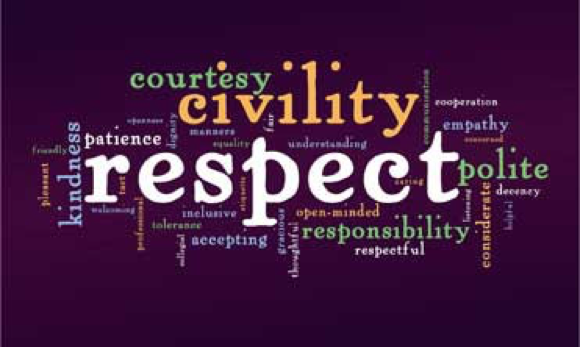 courtesy
civility
communication
cooperation
openness
dignity
fair
empathy
kindness
patience
manners
equality
understanding
concerned
friendly
respect
polite
pleasant
tact
caring
decency
welcoming
professional
inclusive
etiquette
gracious
open-minded
listening
considerate
helpful
tolerance
collegial
accepting
thoughtful
responsibility
respectful